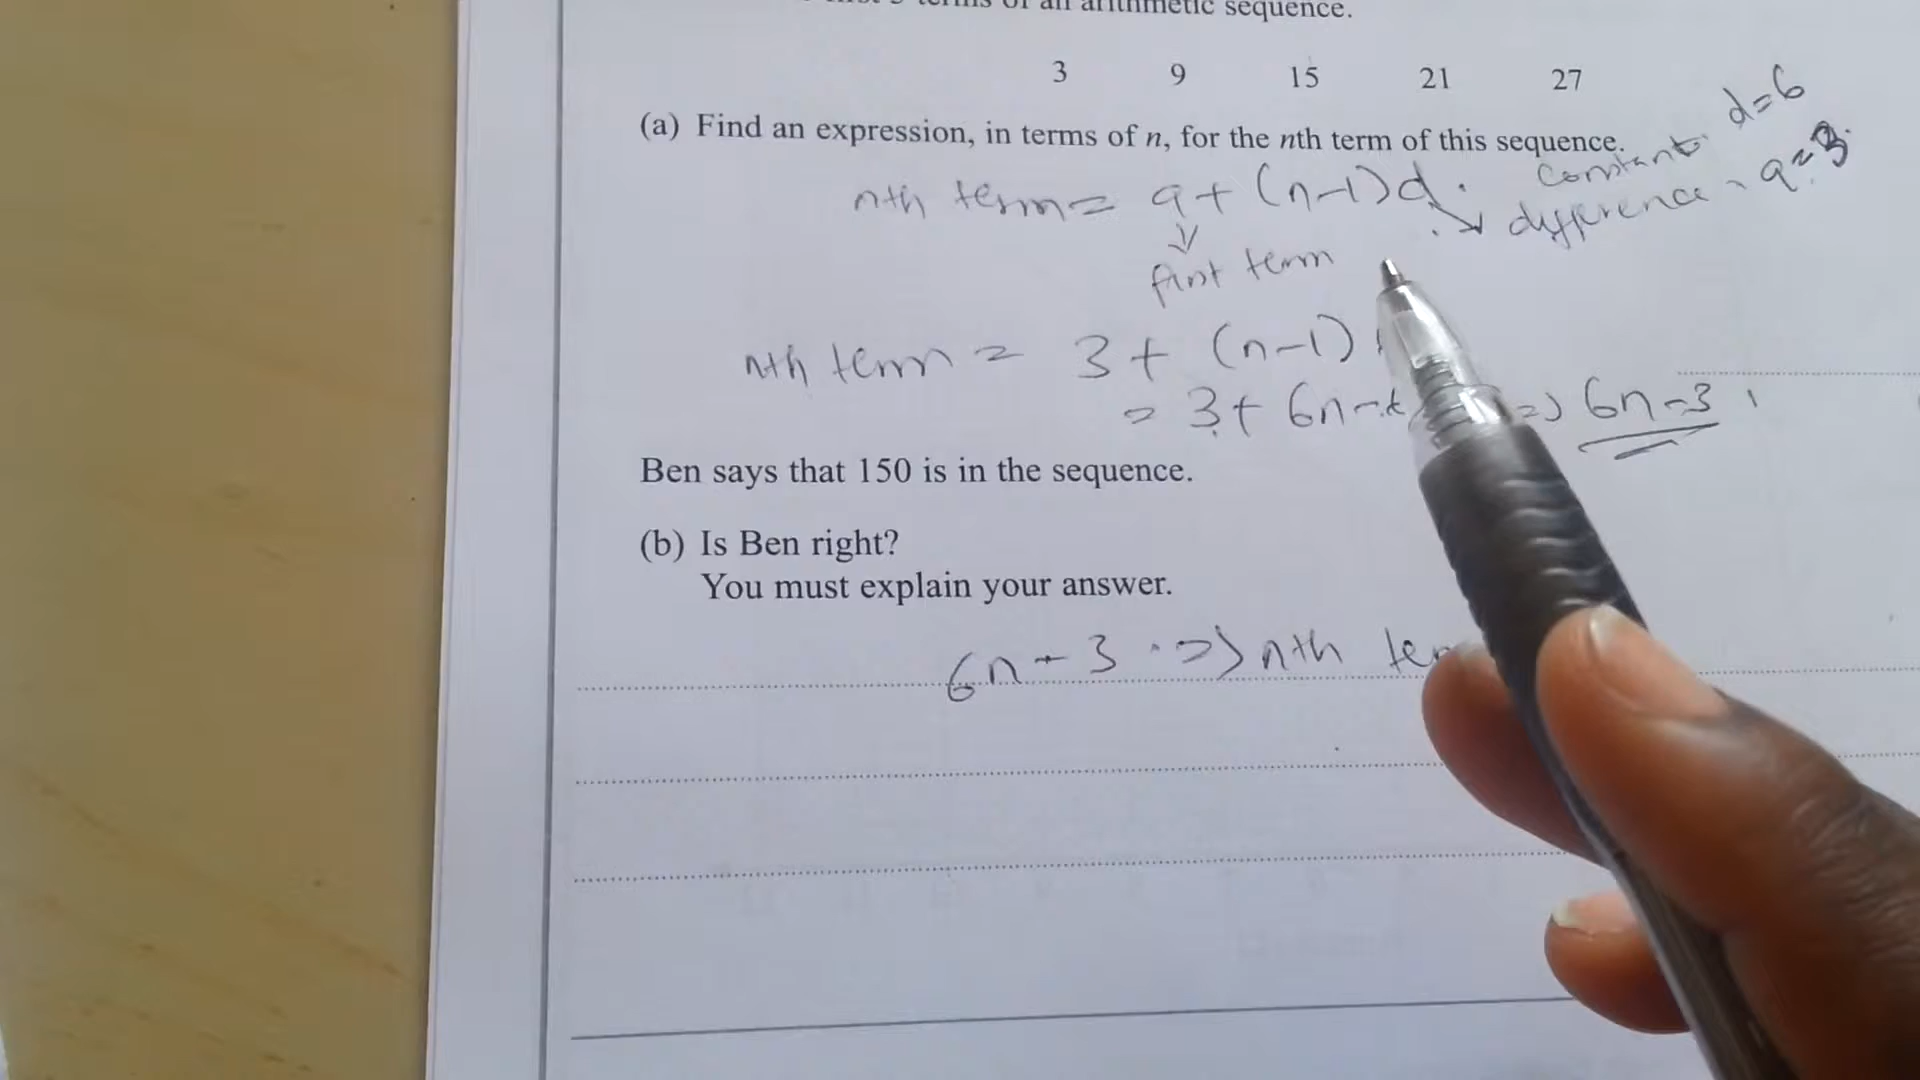 terms of an arithmetic sequence.
3 9 15 21 27
(a) Find an expression, in terms of n, for the nth term of this sequence.
d=6
a=3
nth term = a+(n-1)d. constant
difference
first term
nth term = 3+ (n-1)
= 3+ 6n- => 6n-3
Ben says that 150 is in the sequence.
(b) Is Ben right?
You must explain your answer.
6n-3 => nth